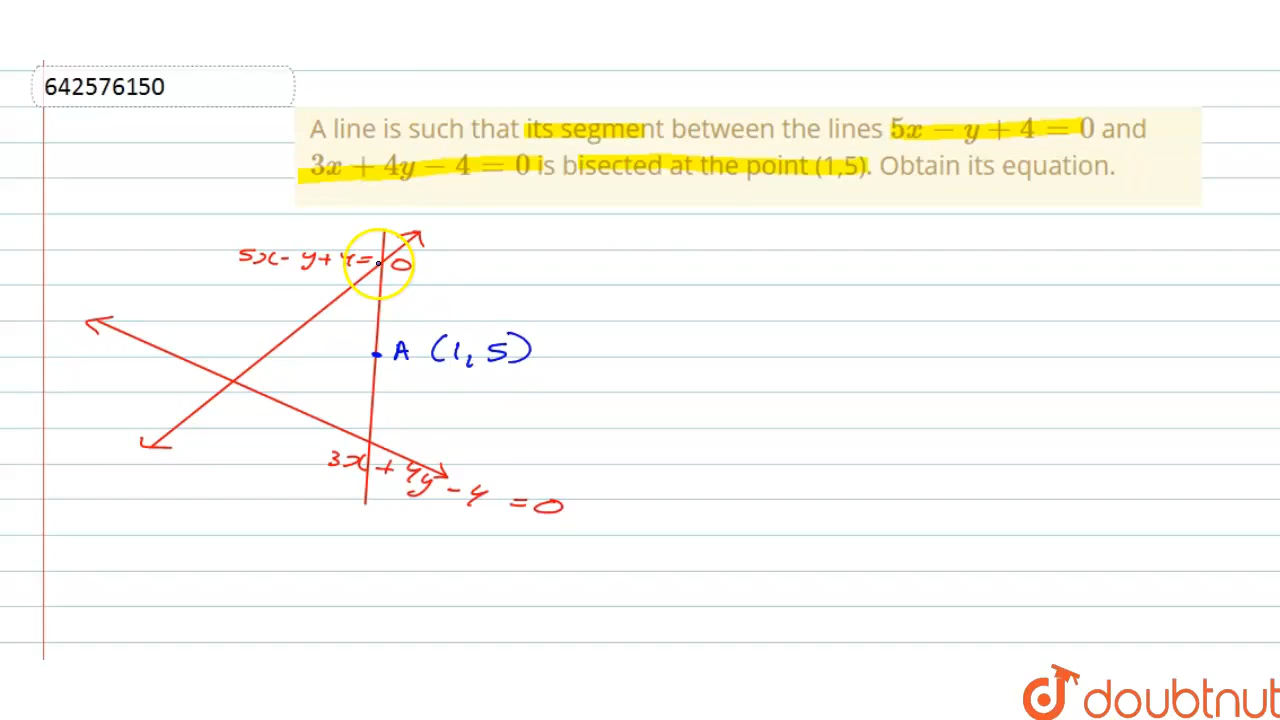 642576150
A line is such that its segment between the lines 5x − y + 4 = 0 and
3x + 4y − 4 = 0 is bisected at the point (1,5). Obtain its equation.
5x- y+4=0
A (1, 5)
3x + 4y - 4 = 0
doubtnut